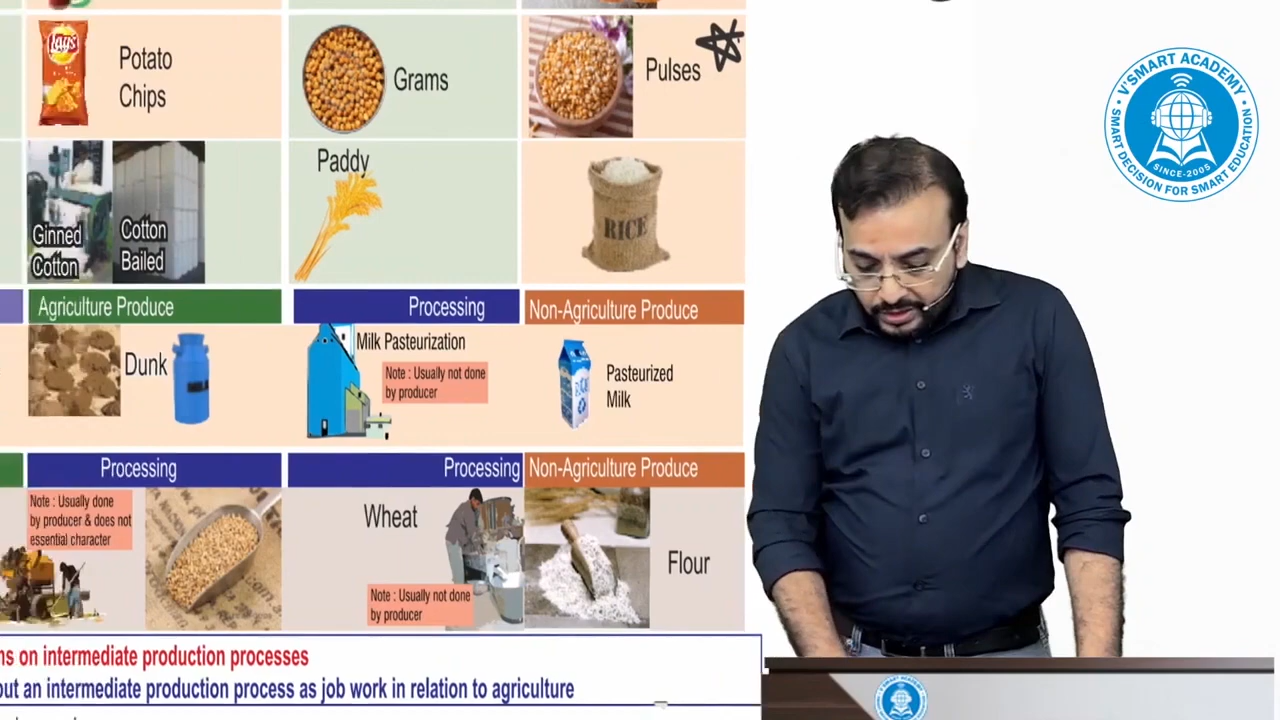 Lay's
Potato
Chips
Grams
Pulses
Ginned
Cotton
Cotton
Bailed
Paddy
RICE
Agriculture Produce
Processing
Non-Agriculture Produce
Dunk
Milk Pasteurization
Note : Usually not done
by producer
Pasteurized
Milk
Processing
Processing
Non-Agriculture Produce
Note : Usually done
by producer & does not
essential character
Wheat
Note : Usually not done
by producer
Flour
on intermediate production processes
an intermediate production process as job work in relation to agriculture
V'SMART ACADEMY
SINCE-2005
SMART DECISION FOR SMART EDUCATION